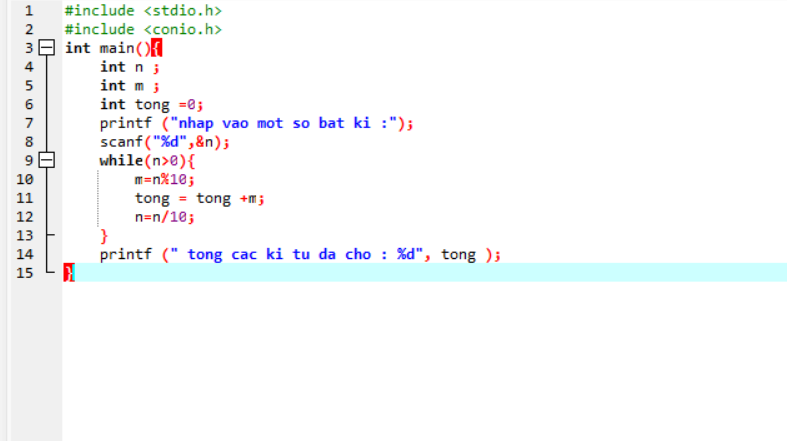 1 #include <stdio.h>
2 #include <conio.h>
3 int main(){
4 int n ;
5 int m ;
6 int tong =0;
7 printf ("nhap vao mot so bat ki :");
8 scanf("%d",&n);
9 while(n>0){
10 m=n%10;
11 tong = tong +m;
12 n=n/10;
13 }
14 printf (" tong cac ki tu da cho : %d", tong );
15 }